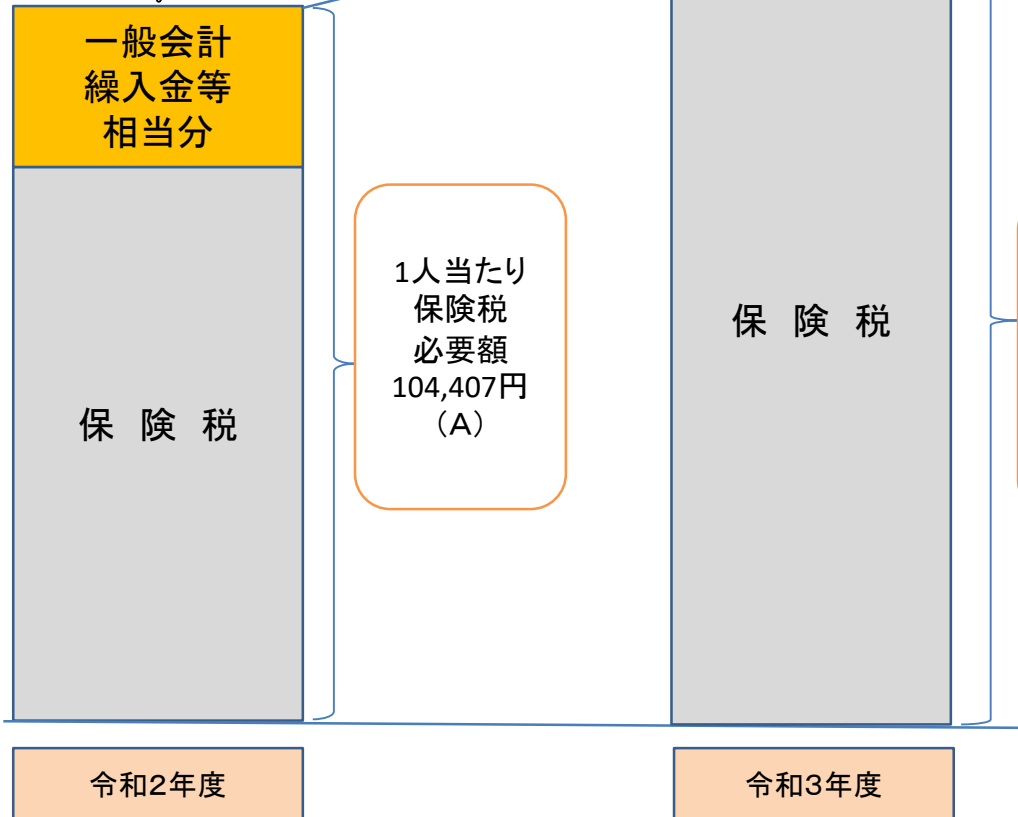 一般会計
繰入金等
相当分
保 険 税
1人当たり
保険税
必要額
104,407円
（A）
保 険 税
令和2年度
令和3年度